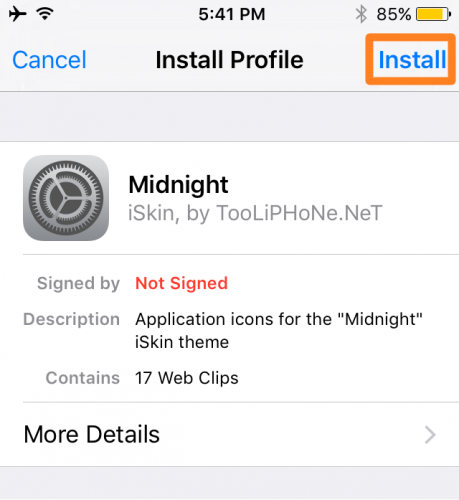 5:41 PM 85%
Cancel Install Profile Install
Midnight
iSkin, by TooLiPHoNe.NeT
Signed by Not Signed
Description Application icons for the "Midnight"
iSkin theme
Contains 17 Web Clips
More Details